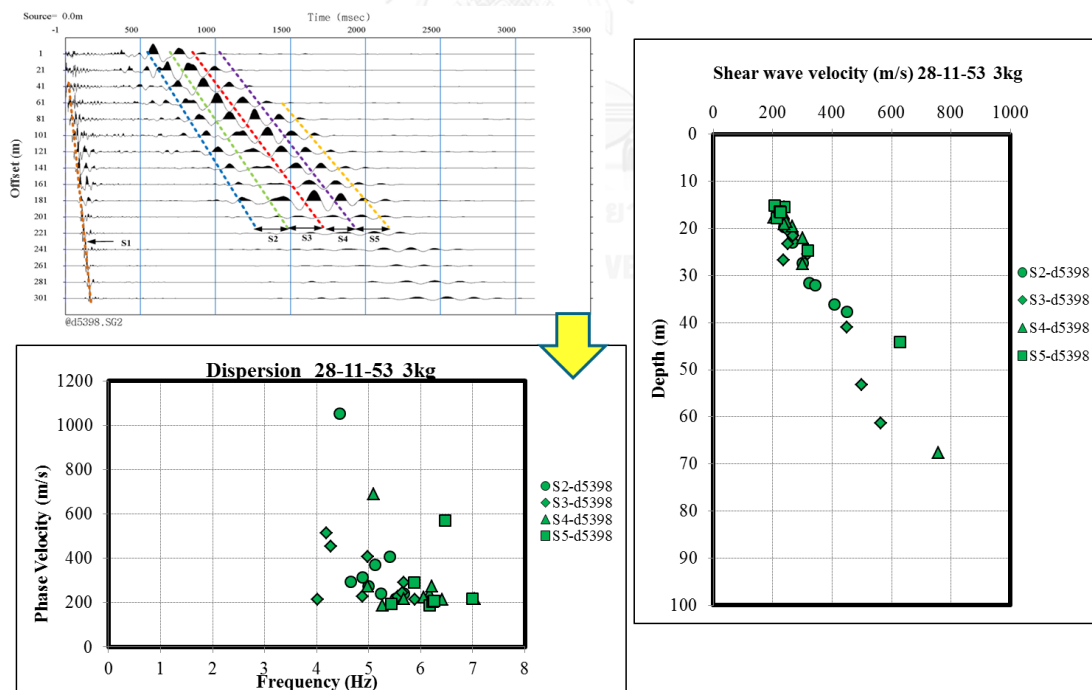 Source= 0.0m
Time (msec)
-1 500 1000 1500 2000 2500 3000 3500
Offset (m)
1
21
41
61
81
101
121
141
161
181
201
221
241
261
281
301
S1
S2 S3 S4 S5
@d5398.SG2
ยา
VE
Shear wave velocity (m/s) 28-11-53 3kg
0 200 400 600 800 1000
Depth (m)
0
10
20
30
40
50
60
70
80
90
100
S2-d5398
S3-d5398
S4-d5398
S5-d5398
Dispersion 28-11-53 3kg
Phase Velocity (m/s)
1200
1000
800
600
400
200
0
0 1 2 3 4 5 6 7 8
Frequency (Hz)
S2-d5398
S3-d5398
S4-d5398
S5-d5398